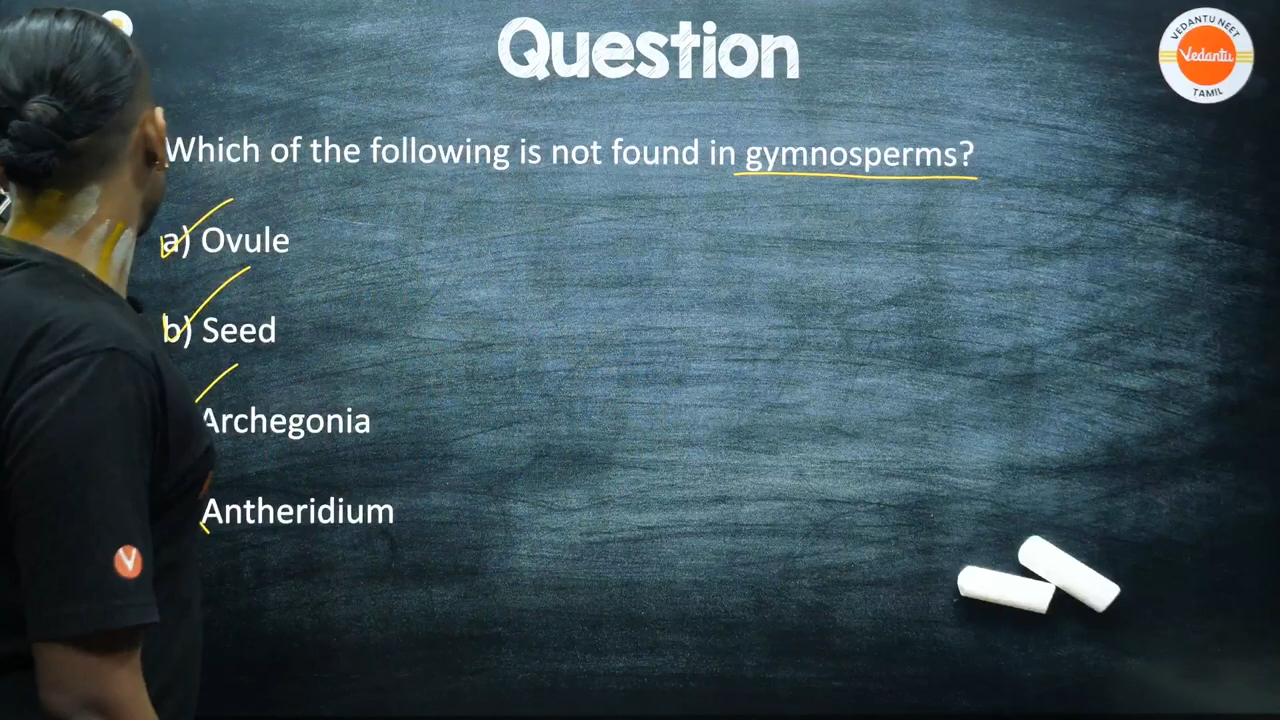 Question
VEDANTU NEET
Vedantu
TAMIL
Which of the following is not found in gymnosperms?
a) Ovule
b) Seed
Archegonia
Antheridium
V